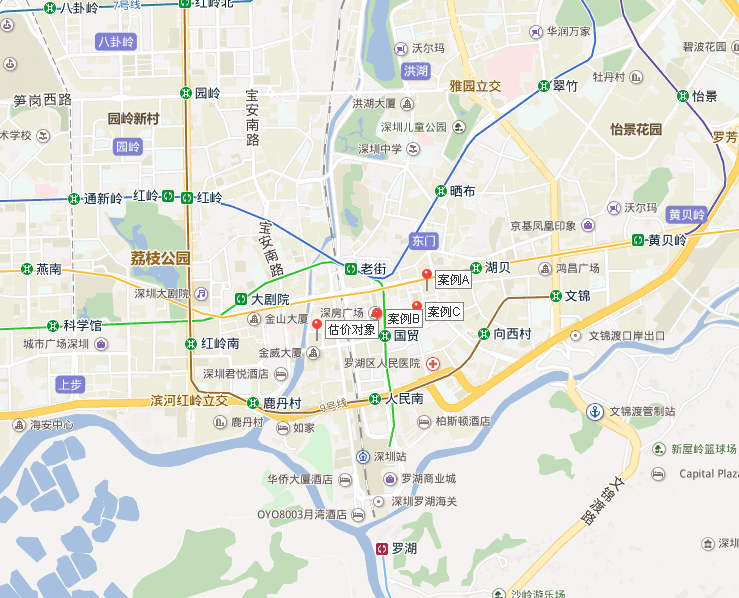 八卦岭
7号线
红岭北
华润万家
碧波花园
八卦岭
沃尔玛
洪湖
雅园立交
翠竹
牡丹村
怡景
笋岗西路
园岭
宝安南路
洪湖大厦
园岭新村
深圳儿童公园
怡景花园
术学校
园岭
深圳中学
罗芳
通新岭
红岭
红岭
晒布
沃尔玛
黄贝岭
京基凤凰印象
宝安南路
东门
黄贝岭
荔枝公园
燕南
老街
湖贝
鸿昌广场
案例A
深圳大剧院
大剧院
文锦
深房广场
案例C
科学馆
金山大厦
案例B
估价对象
城市广场深圳
红岭南
国贸
向西村
文锦渡口岸出口
金威大厦
罗湖区人民医院
深圳君悦酒店
上步
滨河红岭立交
鹿丹村
9号线
人民南
文锦渡管制站
海安中心
鹿丹村
如家
柏斯顿酒店
新屋岭篮球场
深圳站
华侨大厦酒店
罗湖商业城
Capital Plaza
文锦渡路
深圳罗湖海关
OYO8003月湾酒店
罗湖
深圳
沙岭游乐场